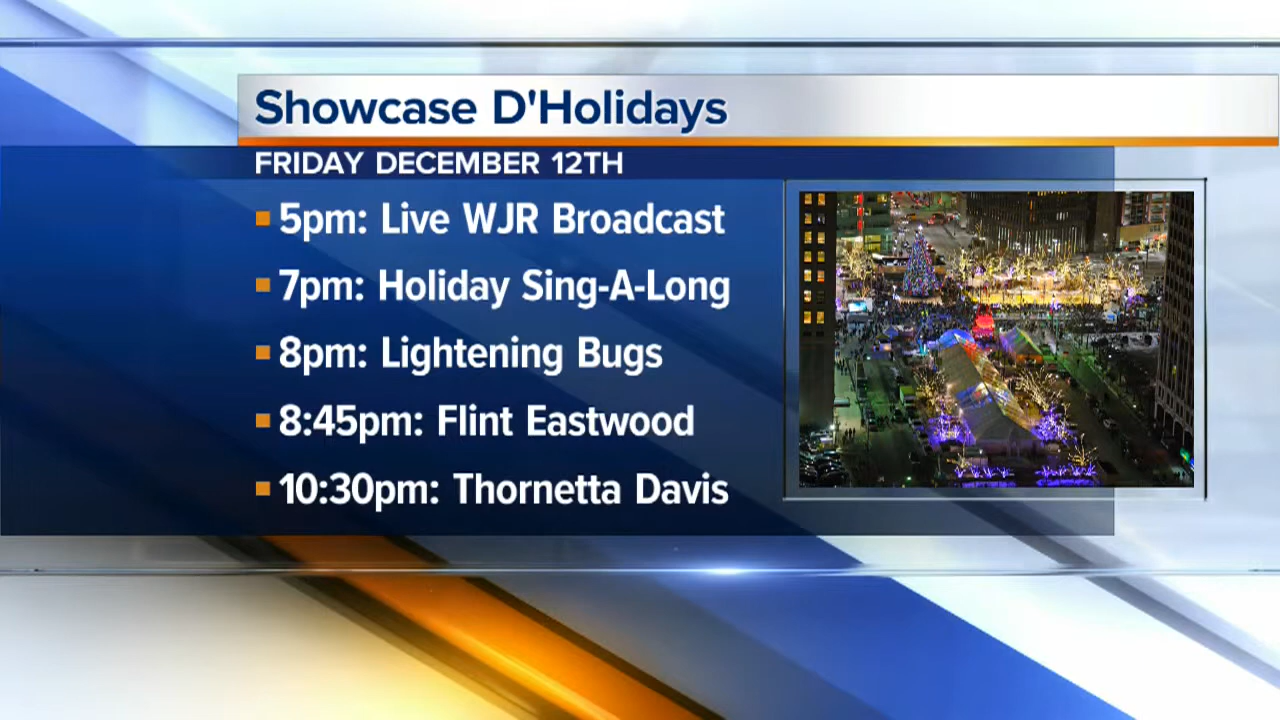 Showcase D'Holidays
FRIDAY DECEMBER 12TH
5pm: Live WJR Broadcast
7pm: Holiday Sing-A-Long
8pm: Lightening Bugs
8:45pm: Flint Eastwood
10:30pm: Thornetta Davis